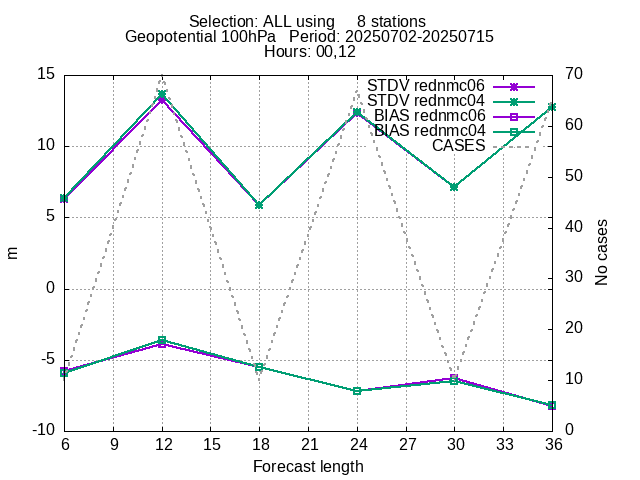 Selection: ALL using     8 stations
Geopotential 100hPa   Period: 20250702-20250715
Hours: 00,12
15
10
5
0
-5
-10
m
STDV rednmc06
STDV rednmc04
BIAS rednmc06
BIAS rednmc04
CASES
70
60
50
40
30
20
10
0
No cases
6 9 12 15 18 21 24 27 30 33 36
Forecast length